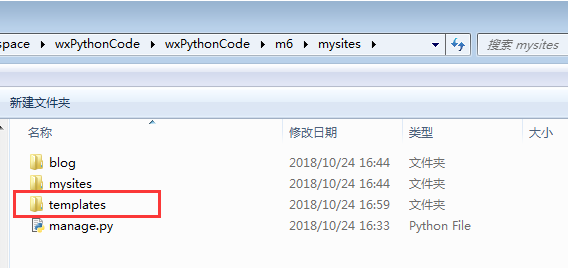 space wxPythonCode wxPythonCode m6 mysites 搜索 mysites
新建文件夹
名称 修改日期 类型 大小
blog 2018/10/24 16:44 文件夹
mysites 2018/10/24 16:44 文件夹
templates 2018/10/24 16:59 文件夹
manage.py 2018/10/24 16:33 Python File